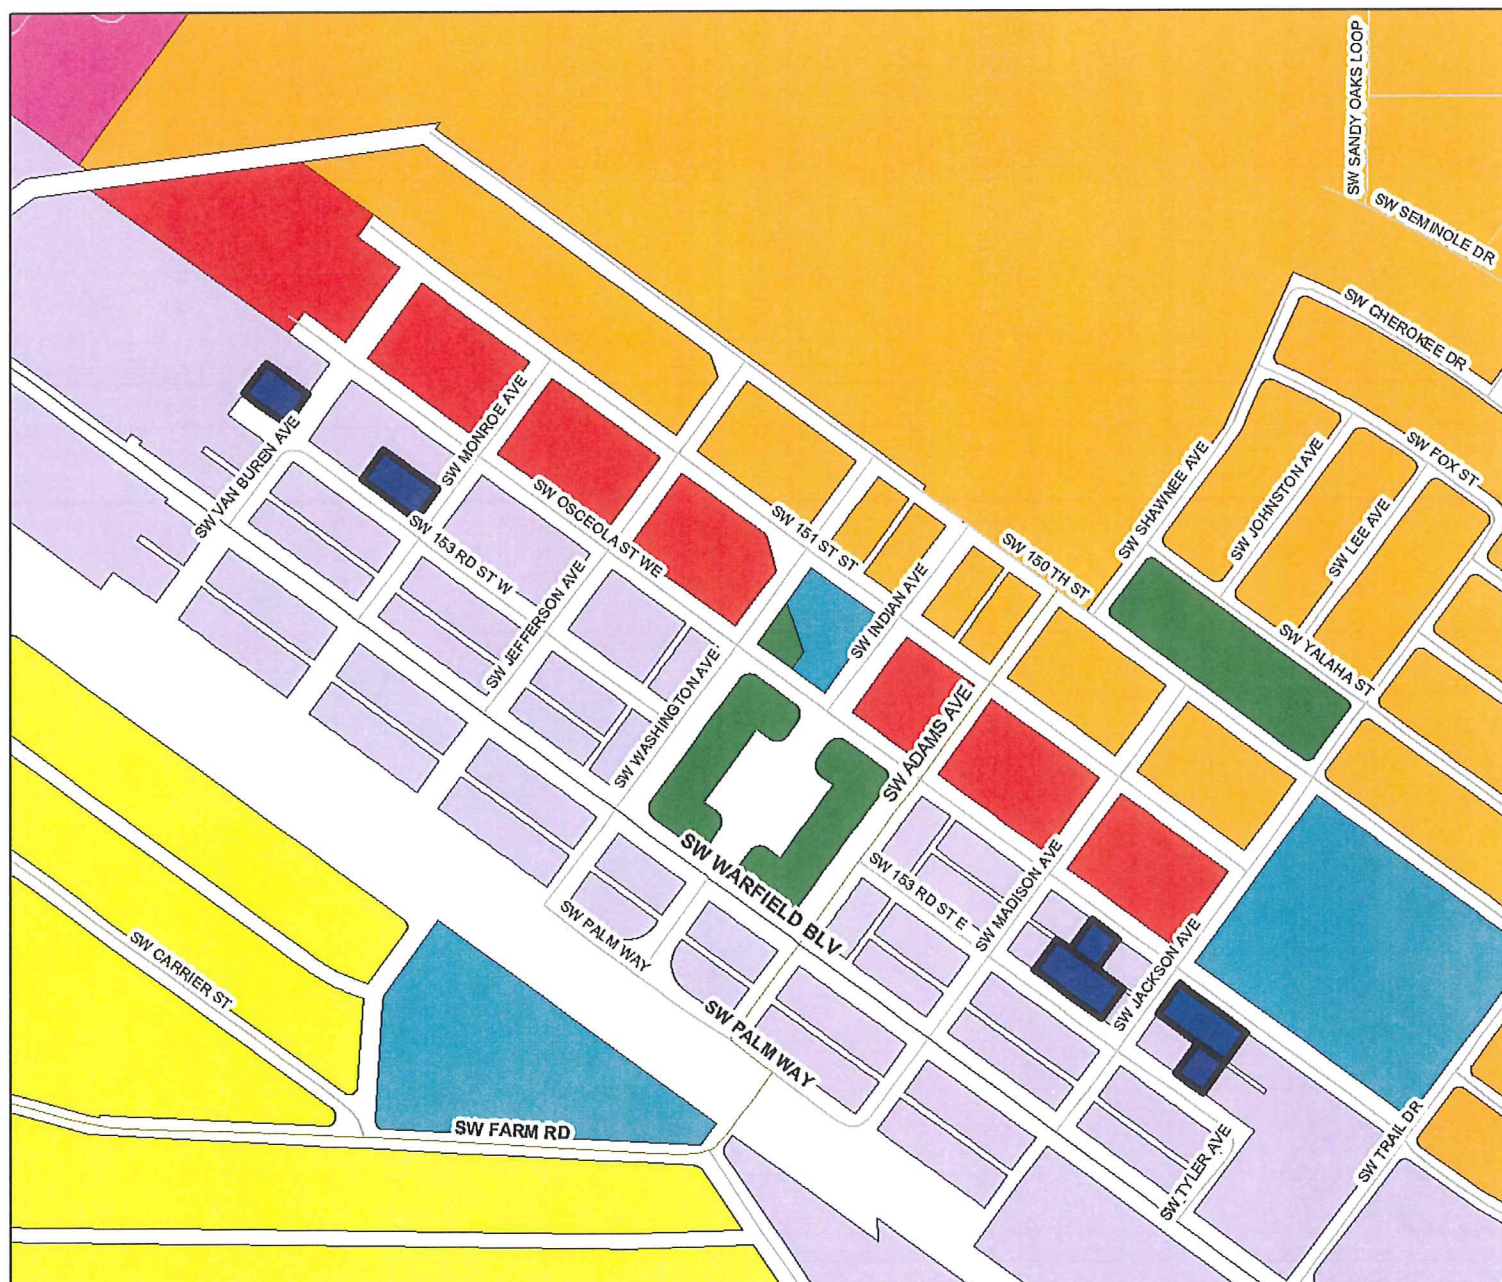 SW SANDY OAKS LOOP
SW SEMINOLE DR
SW CHEROKEE DR
SW FOX ST
SW SHAWNEE AVE
SW JOHNSTON AVE
SW LEE AVE
SW MONROE AVE
SW VAN BUREN AVE
SW OSCEOLA ST WE
SW 151 ST ST
SW 150 TH ST
SW 153 RD ST W
SW INDIAN AVE
SW JEFFERSON AVE
SW YALAHA ST
SW WASHINGTON AVE
SW ADAMS AVE
SW WARFIELD BLV
SW 153 RD ST E
SW MADISON AVE
SW PALM WAY
SW CARRIER ST
SW JACKSON AVE
SW PALM WAY
SW FARM RD
SW TYLER AVE
SW TRAIL DR